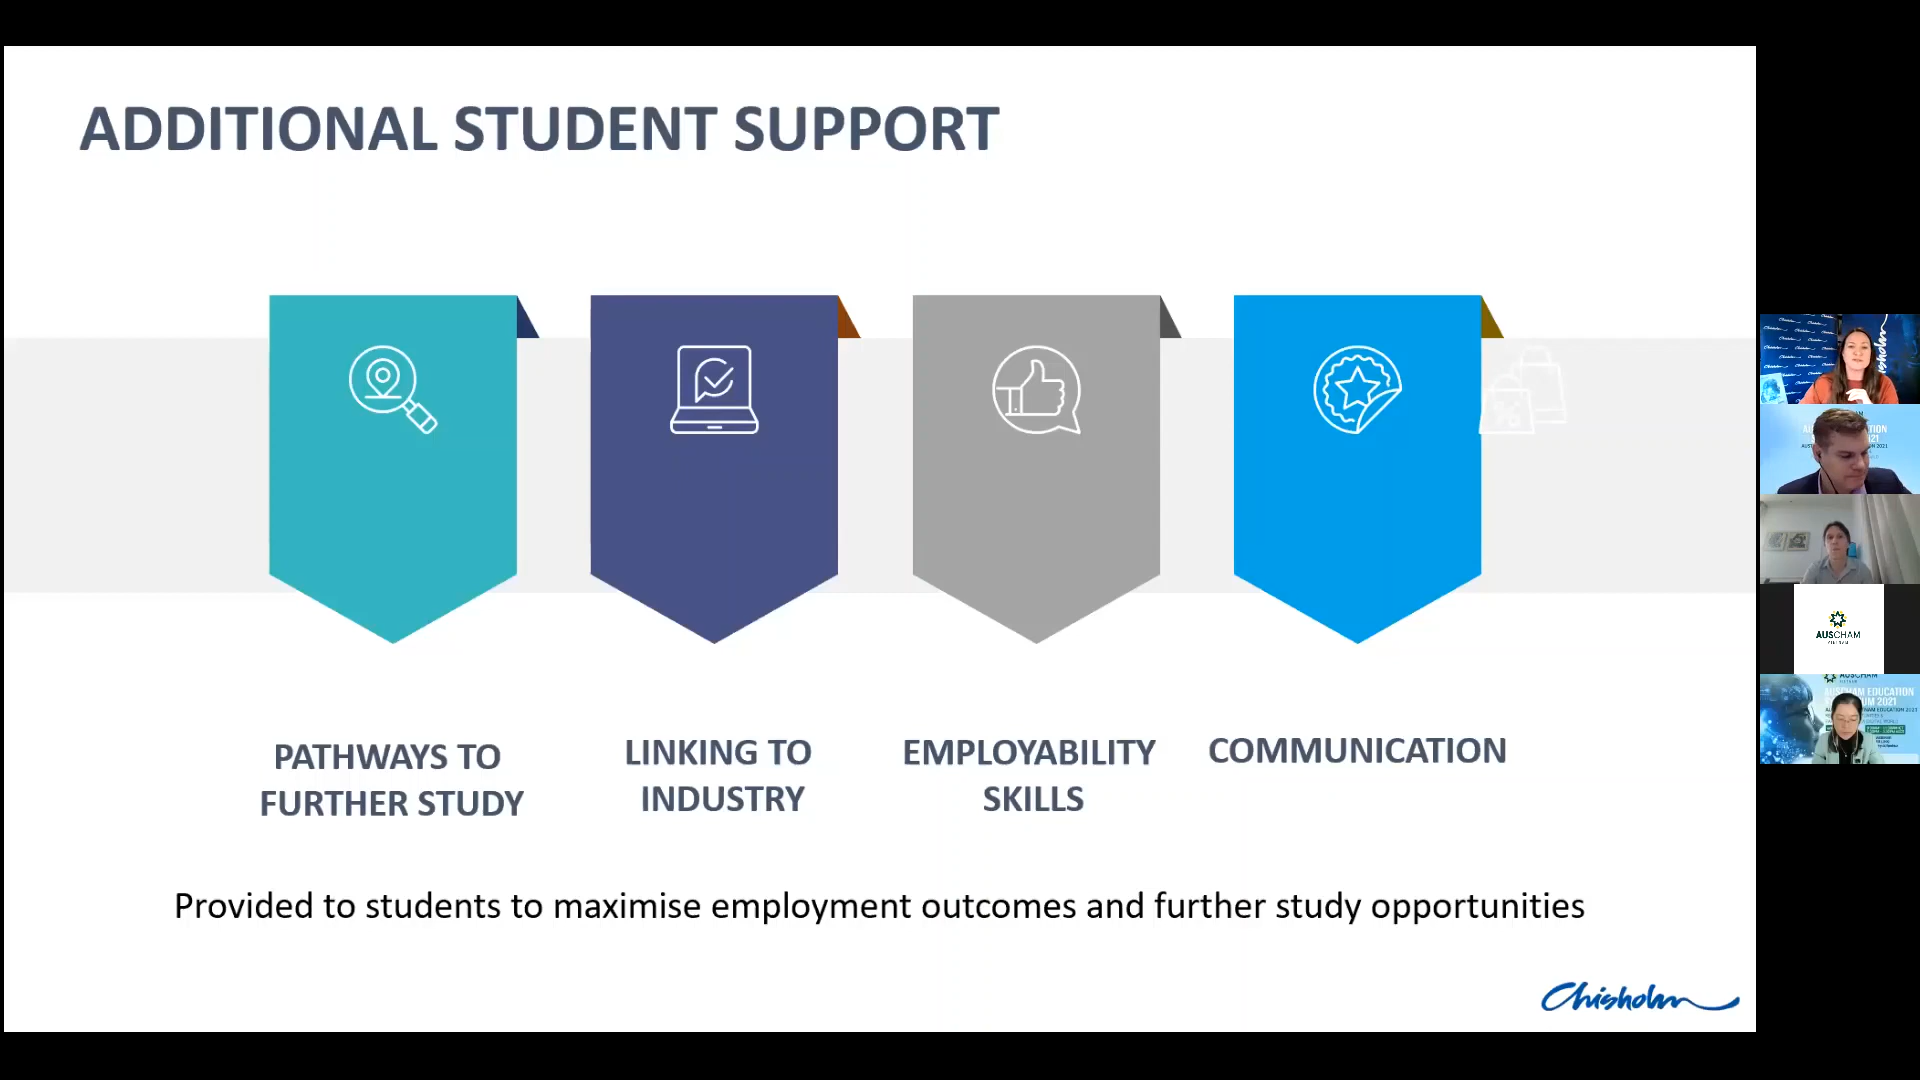 ADDITIONAL STUDENT SUPPORT
PATHWAYS TO
FURTHER STUDY
LINKING TO
INDUSTRY
EMPLOYABILITY
SKILLS
COMMUNICATION
Provided to students to maximise employment outcomes and further study opportunities
Chisholm
AUSCHAM